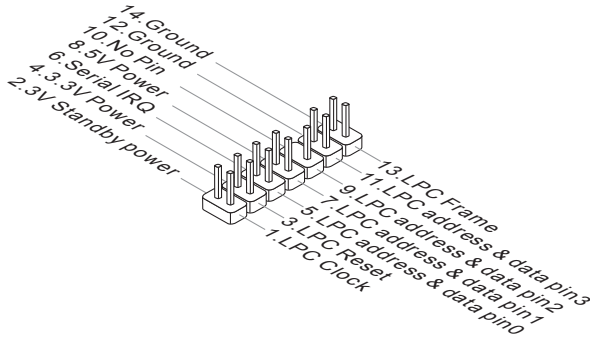 14.Ground
12.Ground
10.No Pin
8.5V Power
6.Serial IRQ
4.3.3V Power
2.3V Standby power
13.LPC Frame
11.LPC address & data pin3
9.LPC address & data pin2
7.LPC address & data pin1
5.LPC address & data pin0
3.LPC Reset
1.LPC Clock